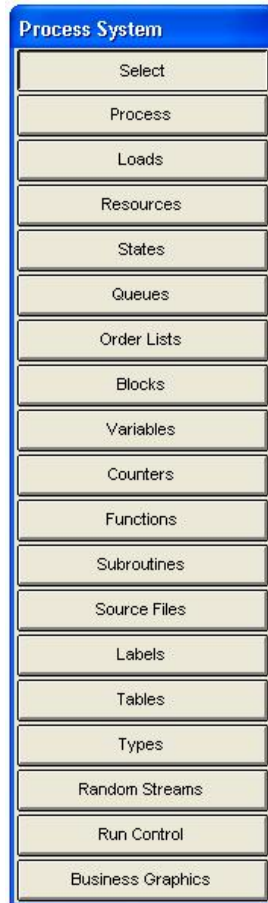 Process System
Select
Process
Loads
Resources
States
Queues
Order Lists
Blocks
Variables
Counters
Functions
Subroutines
Source Files
Labels
Tables
Types
Random Streams
Run Control
Business Graphics